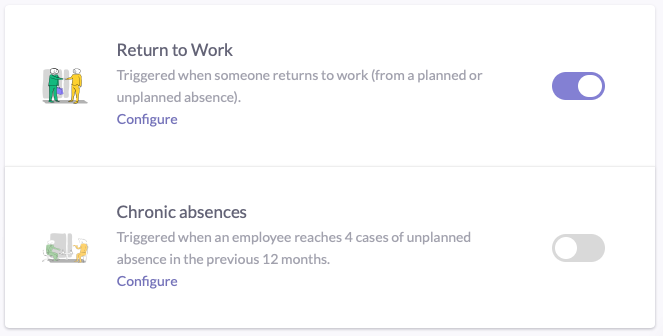 Return to Work
Triggered when someone returns to work (from a planned or
unplanned absence).
Configure
Chronic absences
Triggered when an employee reaches 4 cases of unplanned
absence in the previous 12 months.
Configure